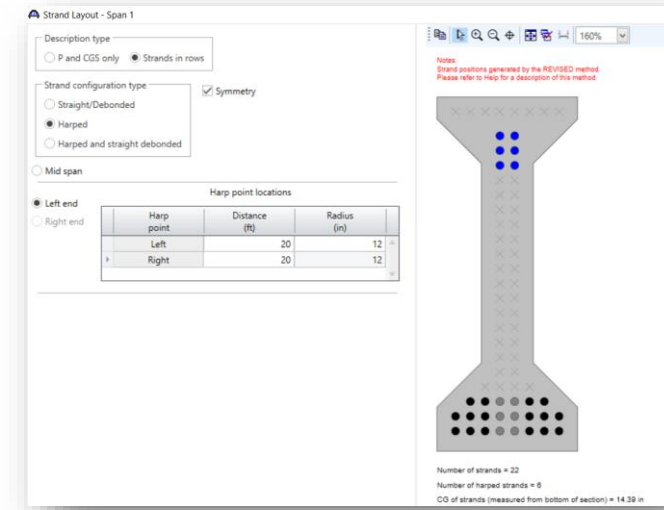 Strand Layout - Span 1
Description type
P and CGS only
Strands in rows
Strand configuration type
Straight/Debonded
Harped
Harped and straight debonded
Symmetry
Mid span
Left end
Right end
Harp point locations
Harp point
Distance (ft)
Radius (in)
Left 20 12
Right 20 12
160%
Notes:
Strand positions generated by the REVISED method.
Please refer to Help for a description of this method.
Number of strands = 22
Number of harped strands = 6
CG of strands (measured from bottom of section) = 14.39 in